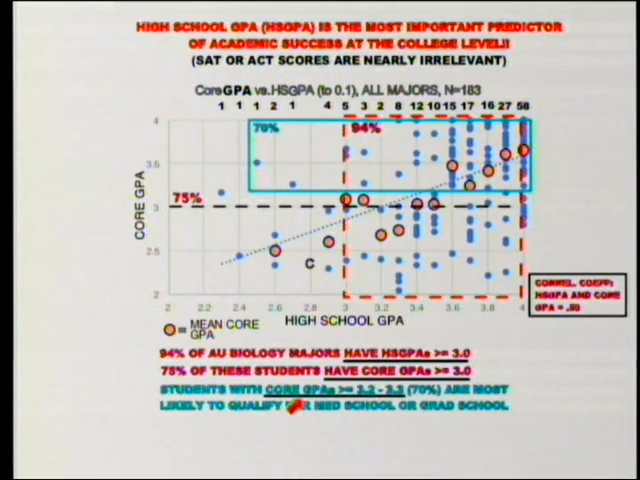 HIGH SCHOOL GPA (HSGPA) IS THE MOST IMPORTANT PREDICTOR
OF ACADEMIC SUCCESS AT THE COLLEGE LEVEL!!
(SAT OR ACT SCORES ARE NEARLY IRRELEVANT)
CoreGPA vs. HSGPA (to 0.1), ALL MAJORS, N=183
1 1 1 2 1 4 5 3 2 8 12 10 15 17 16 27 58
4
70%
94%
3.5
75%
3
CORE GPA
2.5
C
2
2 2.2 2.4 2.6 2.8 3 3.2 3.4 3.6 3.8 4
HIGH SCHOOL GPA
= MEAN CORE
GPA
CORREL. COEFF:
HSGPA AND CORE
GPA = .50
94% OF AU BIOLOGY MAJORS HAVE HSGPAs >= 3.0
75% OF THESE STUDENTS HAVE CORE GPAs >= 3.0
STUDENTS WITH CORE GPAs >= 3.2 - 3.3 (70%) ARE MOST
LIKELY TO QUALIFY MED SCHOOL OR GRAD SCHOOL